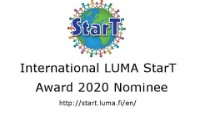 StarT
International LUMA StarT
Award 2020 Nominee
http://start.luma.fi/en/